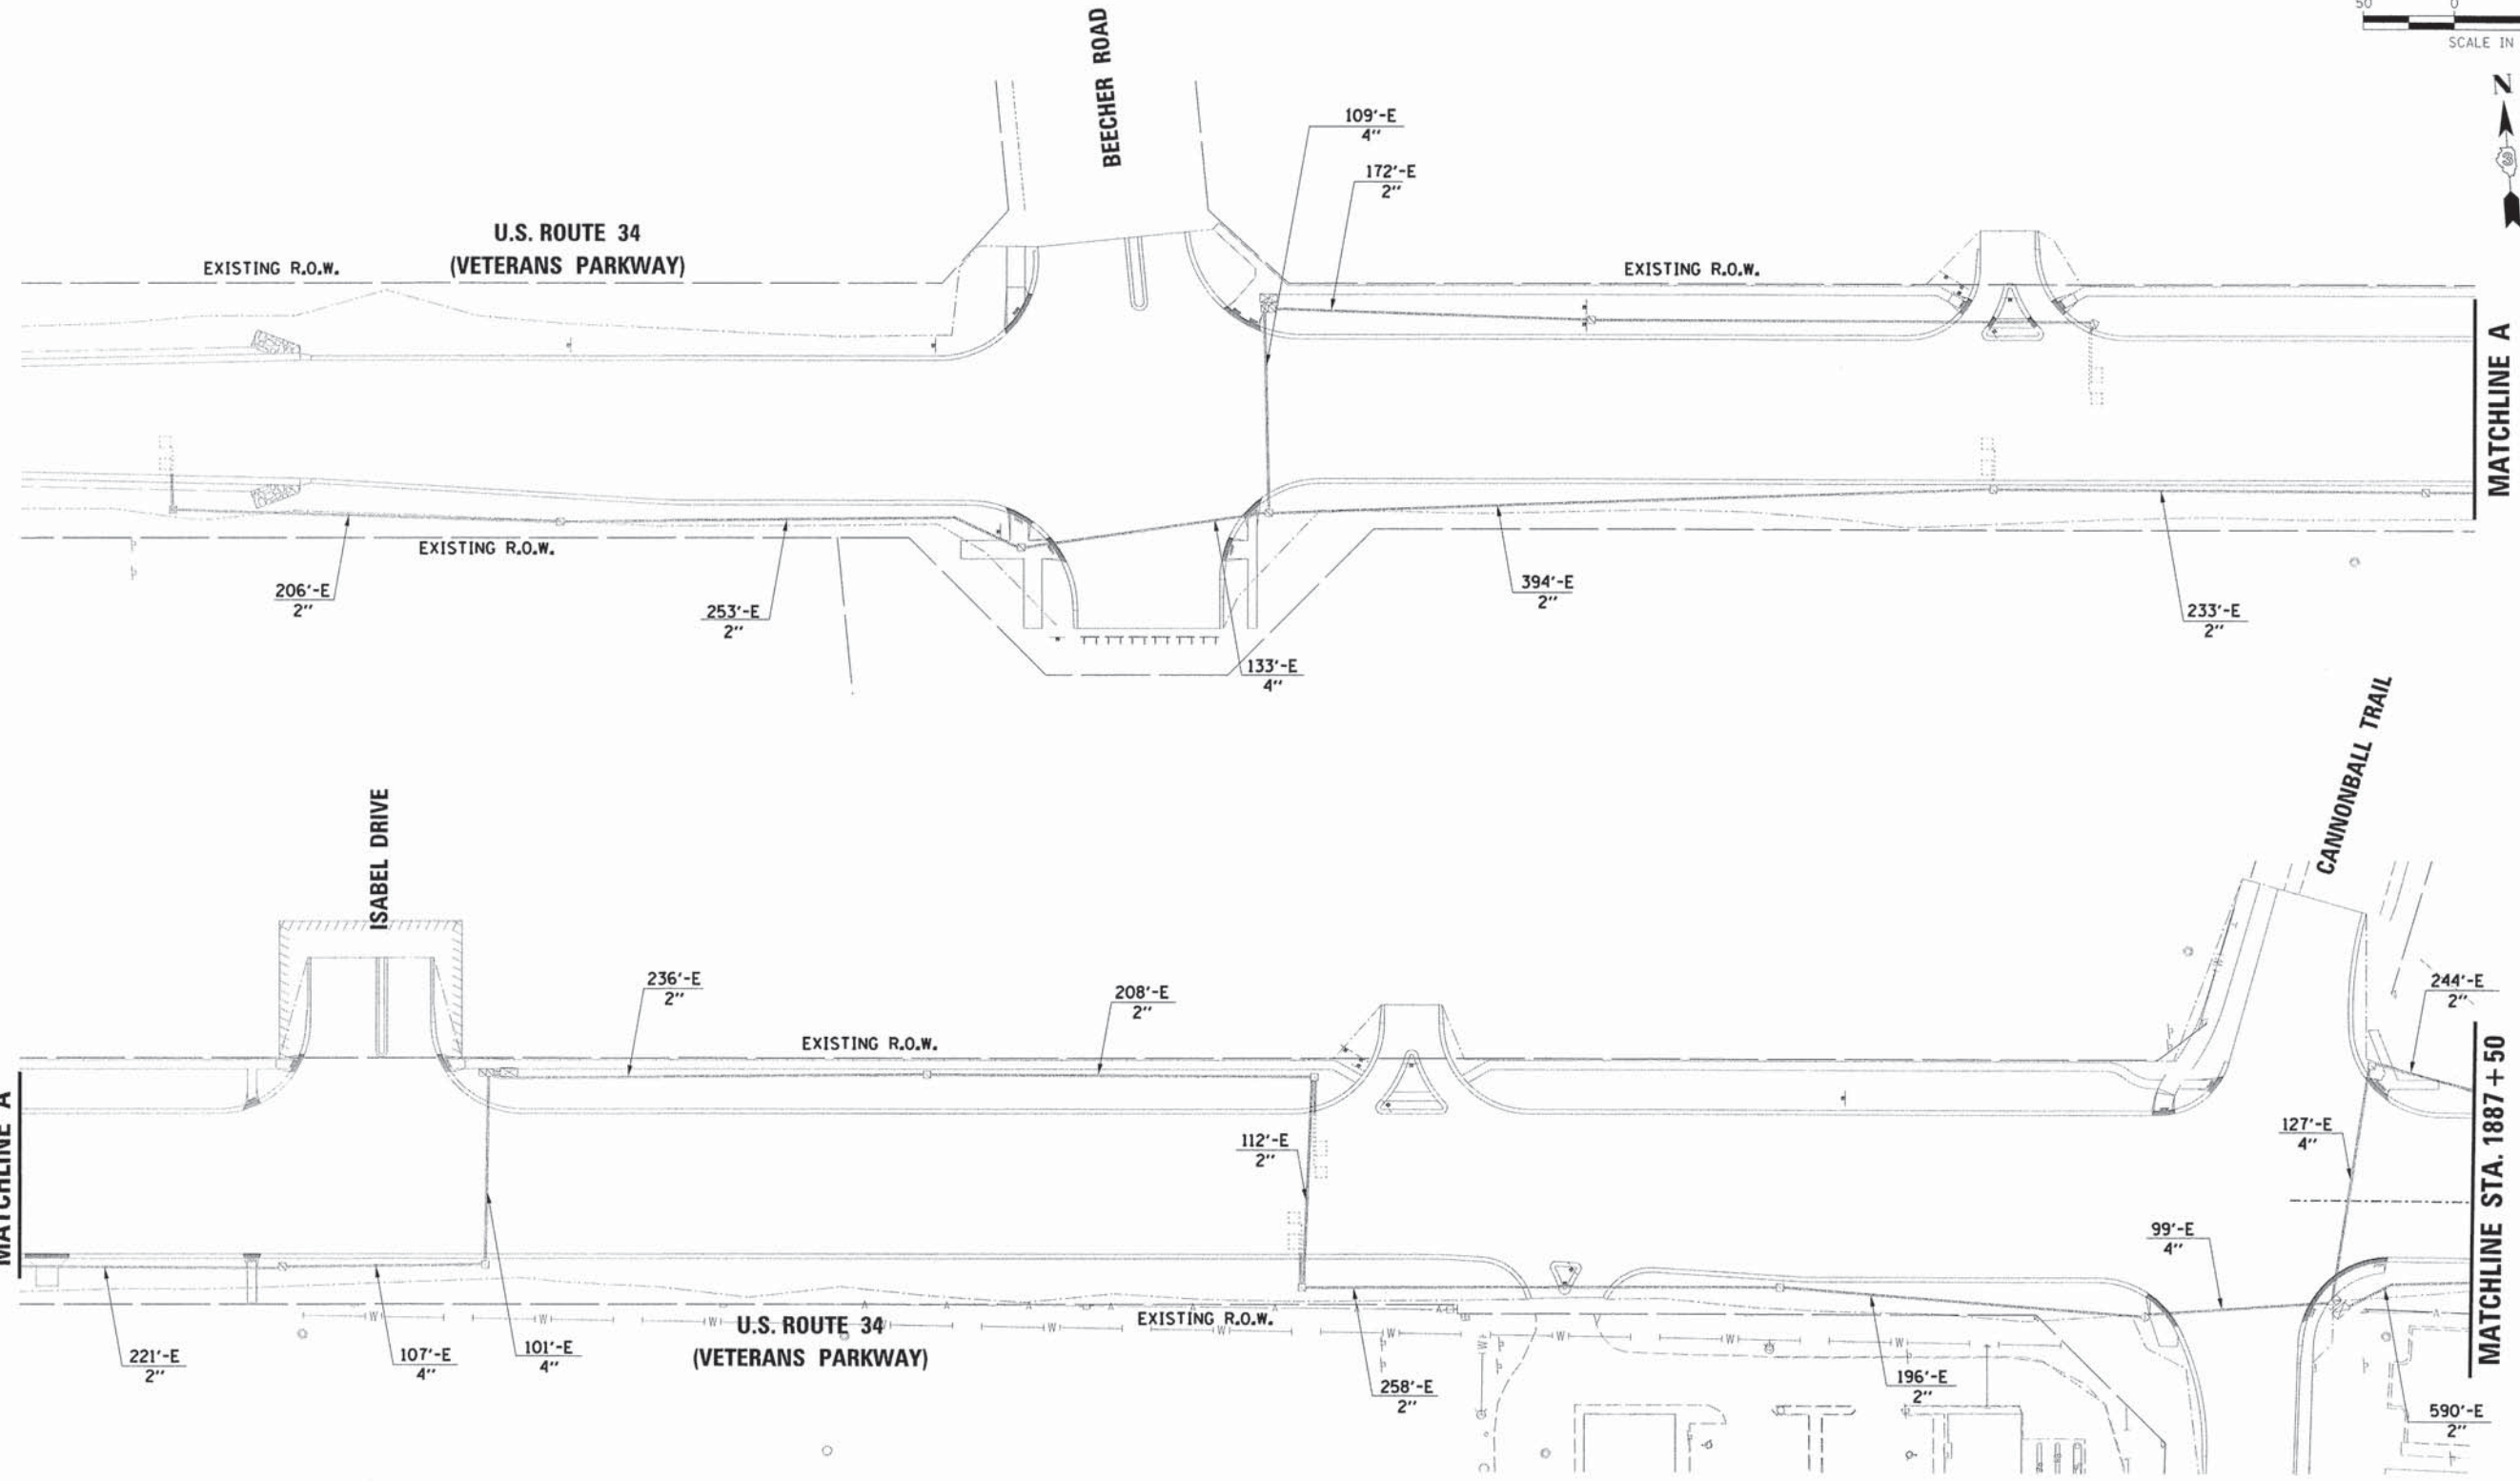 50 0
SCALE IN
N
3
BEECHER ROAD
109'-E
4"
172'-E
2"
U.S. ROUTE 34
(VETERANS PARKWAY)
EXISTING R.O.W.
EXISTING R.O.W.
MATCHLINE A
EXISTING R.O.W.
206'-E
2"
253'-E
2"
133'-E
4"
394'-E
2"
233'-E
2"
CANNONBALL TRAIL
ISABEL DRIVE
236'-E
2"
208'-E
2"
244'-E
2"
EXISTING R.O.W.
MATCHLINE A
112'-E
2"
127'-E
4"
99'-E
4"
MATCHLINE STA. 1887 + 50
EXISTING R.O.W.
U.S. ROUTE 34
(VETERANS PARKWAY)
221'-E
2"
107'-E
4"
101'-E
4"
258'-E
2"
196'-E
2"
590'-E
2"
W W W W W W W W W W